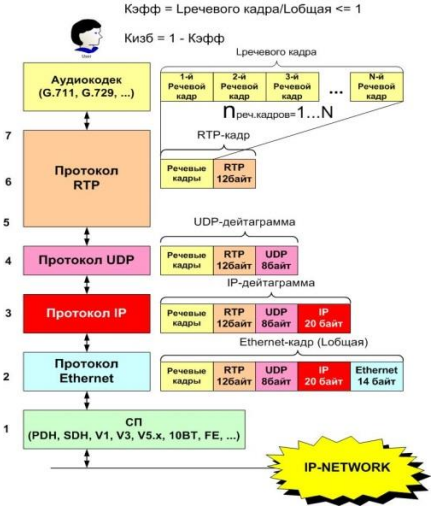 Кэфф = Lречевого кадра/Lобщая <= 1
User
Кизб = 1 - Кэфф
Lречевого кадра
Аудиокодек
(G.711, G.729, ...)
1-й
Речевой
кадр
2-й
Речевой
кадр
3-й
Речевой
кадр
...
N-й
Речевой
кадр
nреч.кадров=1...N
7
RTP-кадр
6
Протокол
RTP
Речевые
кадры
RTP
12байт
5
UDP-дейтаграмма
4
Протокол UDP
Речевые
кадры
RTP
12байт
UDP
8байт
IP-дейтаграмма
3
Протокол IP
Речевые
кадры
RTP
12байт
UDP
8байт
IP
20 байт
Ethernet-кадр (Lобщая)
2
Протокол
Ethernet
Речевые
кадры
RTP
12байт
UDP
8байт
IP
20 байт
Ethernet
14 байт
1
СП
(PDH, SDH, V1, V3, V5.x, 10BT, FE, ...)
IP-NETWORK